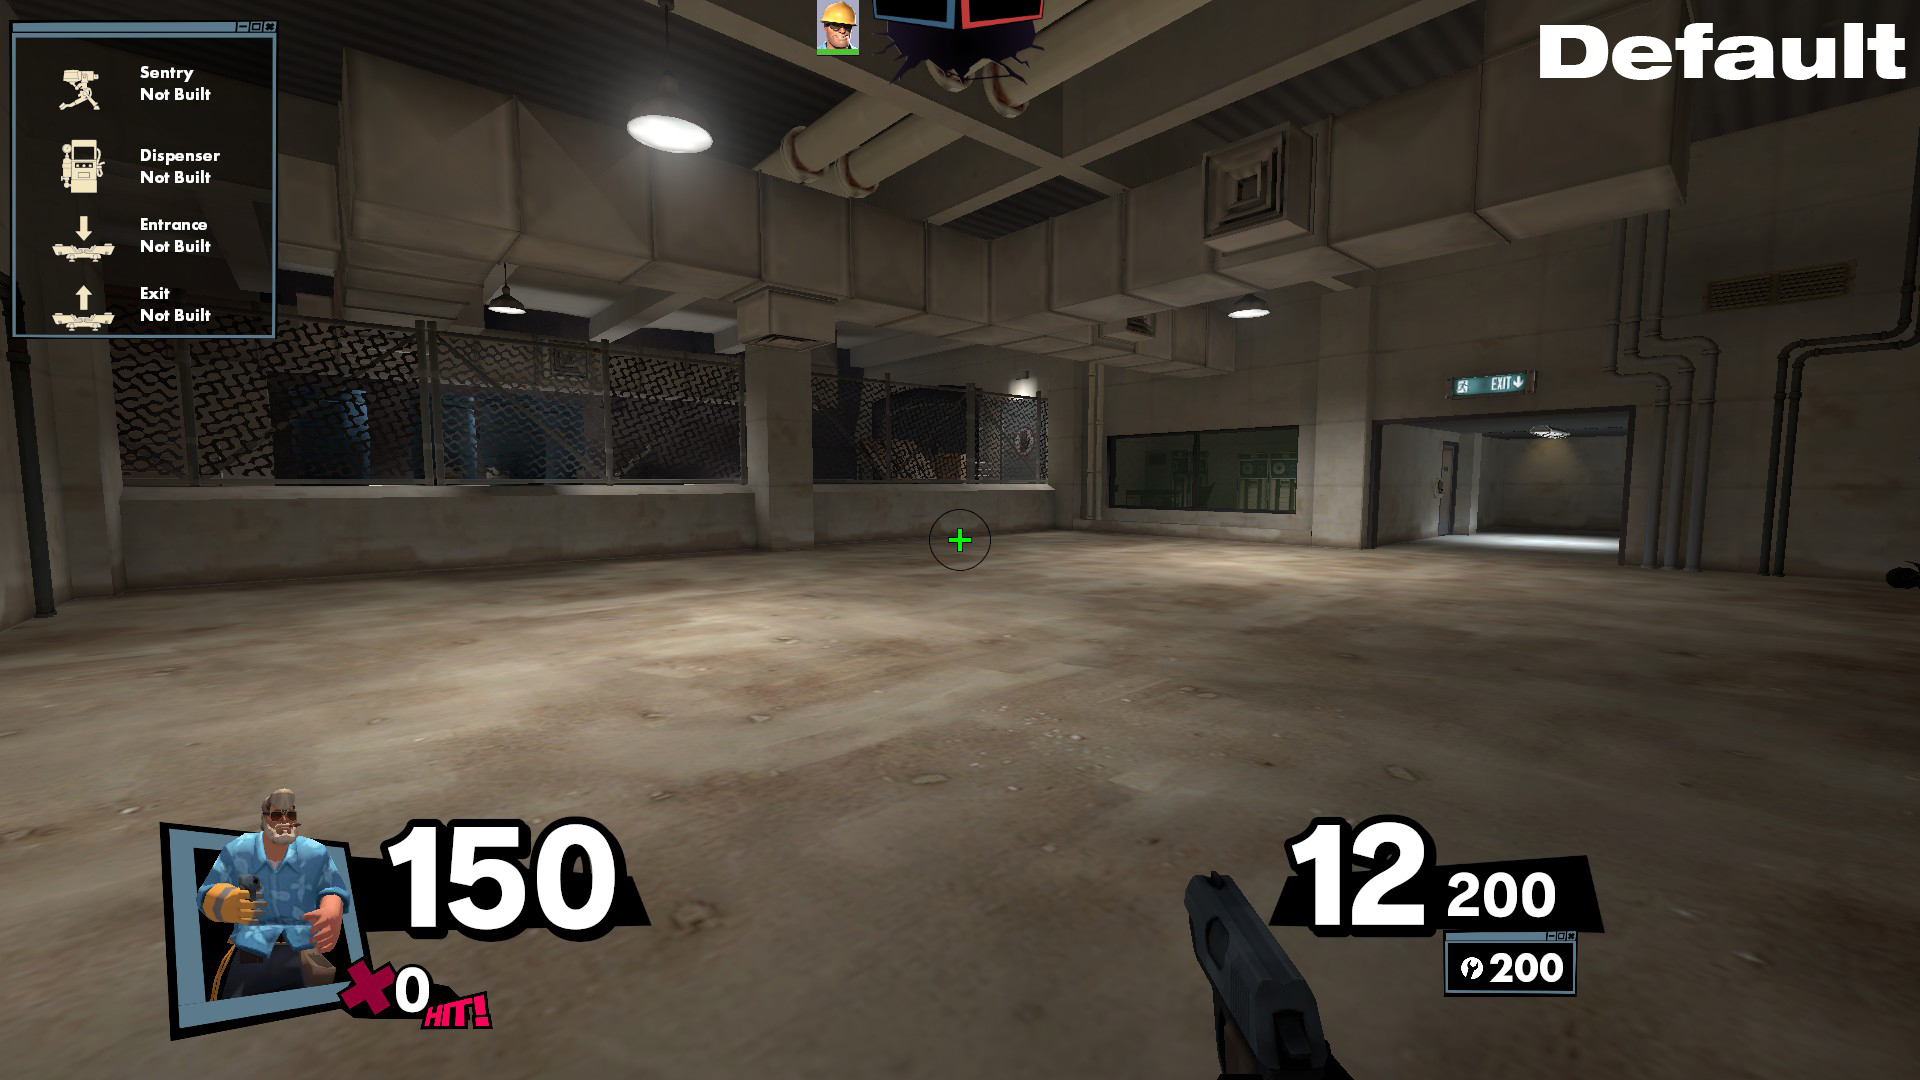 Default
Sentry
Not Built
Dispenser
Not Built
Entrance
Not Built
Exit
Not Built
EXIT
150
0
HIT!
12
200
200